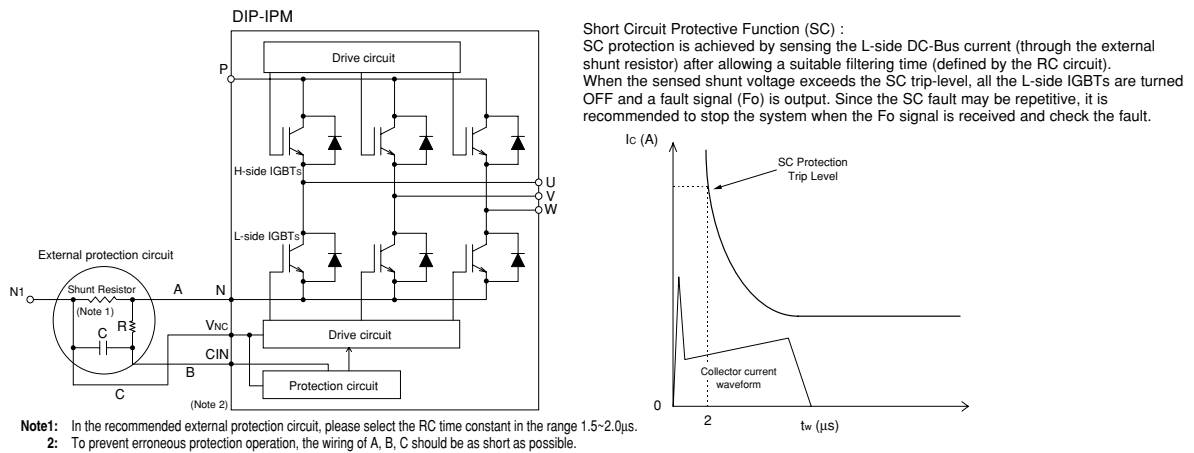 DIP-IPM
Drive circuit
P
H-side IGBTs
U
V
W
L-side IGBTs
External protection circuit
N1
Shunt Resistor
A
N
(Note 1)
R
C
VNC
Drive circuit
CIN
B
C
Protection circuit
(Note 2)
Short Circuit Protective Function (SC) :
SC protection is achieved by sensing the L-side DC-Bus current (through the external
shunt resistor) after allowing a suitable filtering time (defined by the RC circuit).
When the sensed shunt voltage exceeds the SC trip-level, all the L-side IGBTs are turned
OFF and a fault signal (Fo) is output. Since the SC fault may be repetitive, it is
recommended to stop the system when the Fo signal is received and check the fault.
Ic (A)
SC Protection
Trip Level
Collector current
waveform
0
2
tw (μs)
Note1: In the recommended external protection circuit, please select the RC time constant in the range 1.5~2.0μs.
2: To prevent erroneous protection operation, the wiring of A, B, C should be as short as possible.